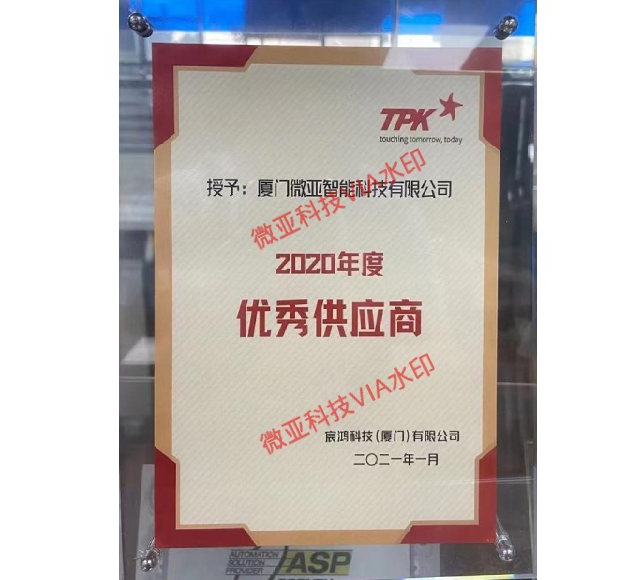 TPK
touching tomorrow, today
授予：厦门微亚智能科技有限公司
微亚科技VIA水印
2020年度
优秀供应商
微亚科技VIA水印
宸鸿科技(厦门)有限公司
二〇二一年一月
AUTOMATION
SOLUTION
PROVIDER
ASP